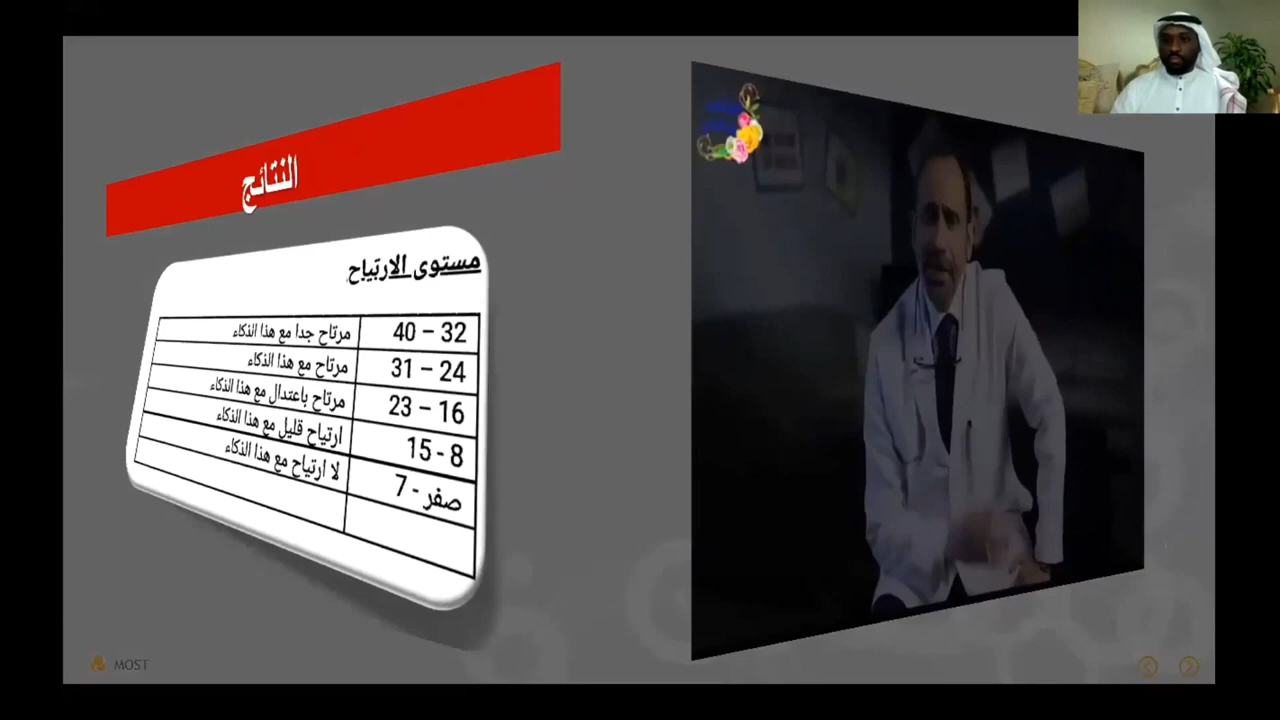 النتائج
مستوى الارتياح
32 – 40 مرتاح جدا مع هذا الذكاء
24 – 31 مرتاح مع هذا الذكاء
16 – 23 مرتاح باعتدال مع هذا الذكاء
8 - 15 ارتياح قليل مع هذا الذكاء
صفر - 7 لا ارتياح مع هذا الذكاء
MOST